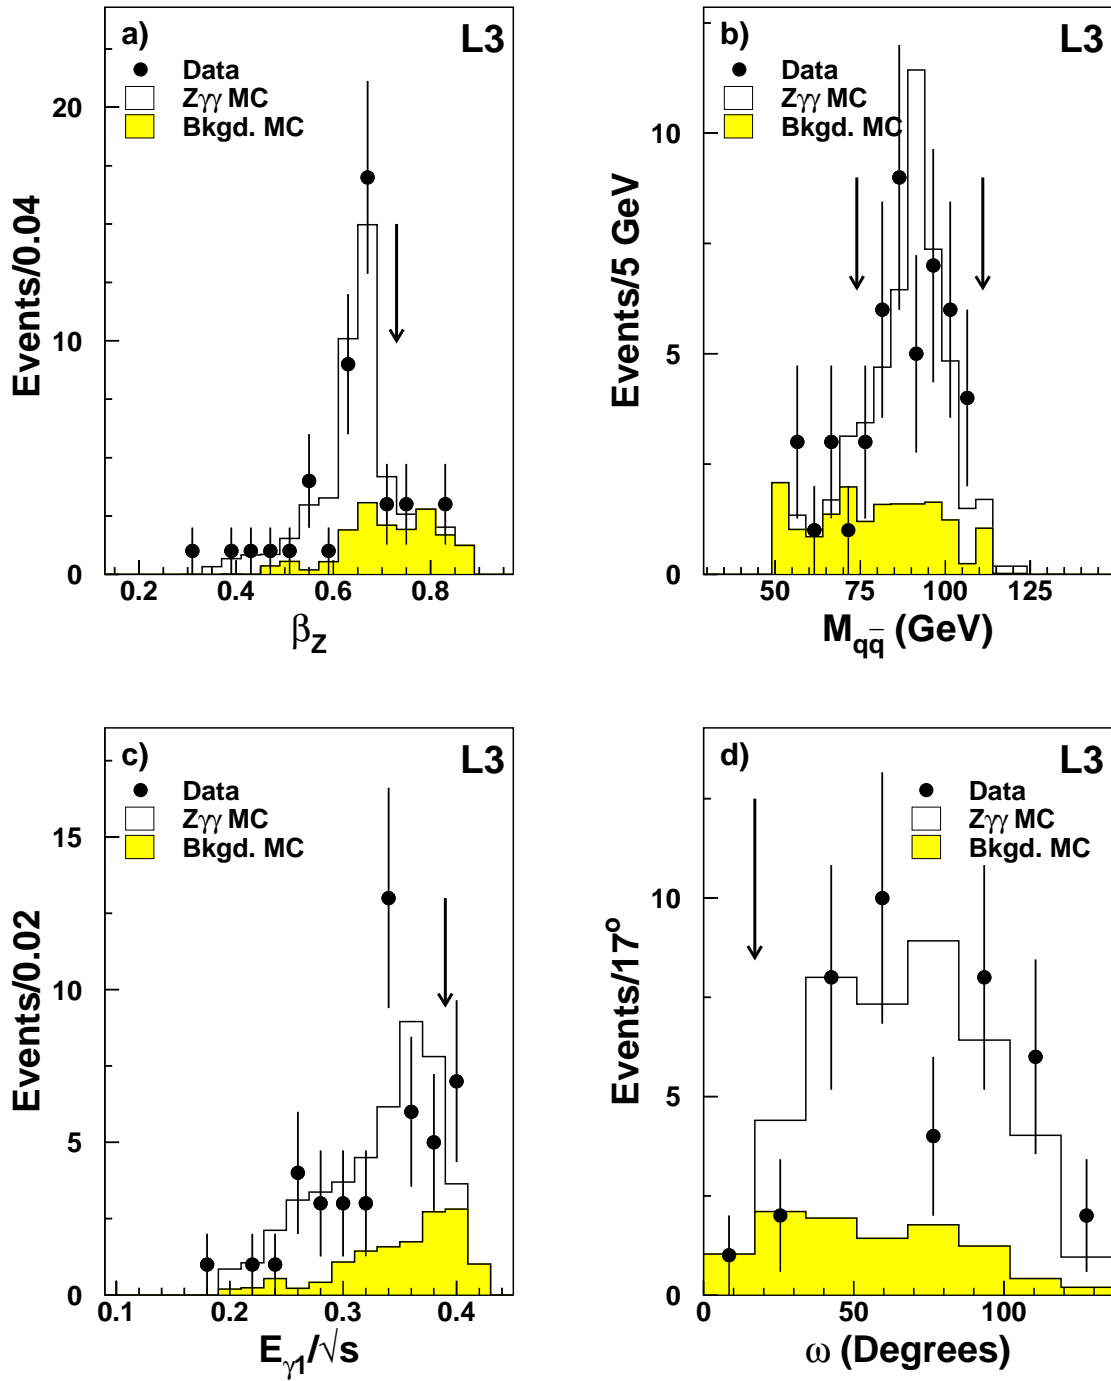 a)
L3
Data
Zγγ MC
Bkgd. MC
20
10
0
Events/0.04
0.2
0.4
0.6
0.8
β_Z
b)
L3
Data
Zγγ MC
Bkgd. MC
10
5
0
Events/5 GeV
50
75
100
125
M_qq̄ (GeV)
c)
L3
Data
Zγγ MC
Bkgd. MC
15
10
5
0
Events/0.02
0.1
0.2
0.3
0.4
E_γ1/√s
d)
L3
Data
Zγγ MC
Bkgd. MC
10
5
0
Events/17°
0
50
100
ω (Degrees)